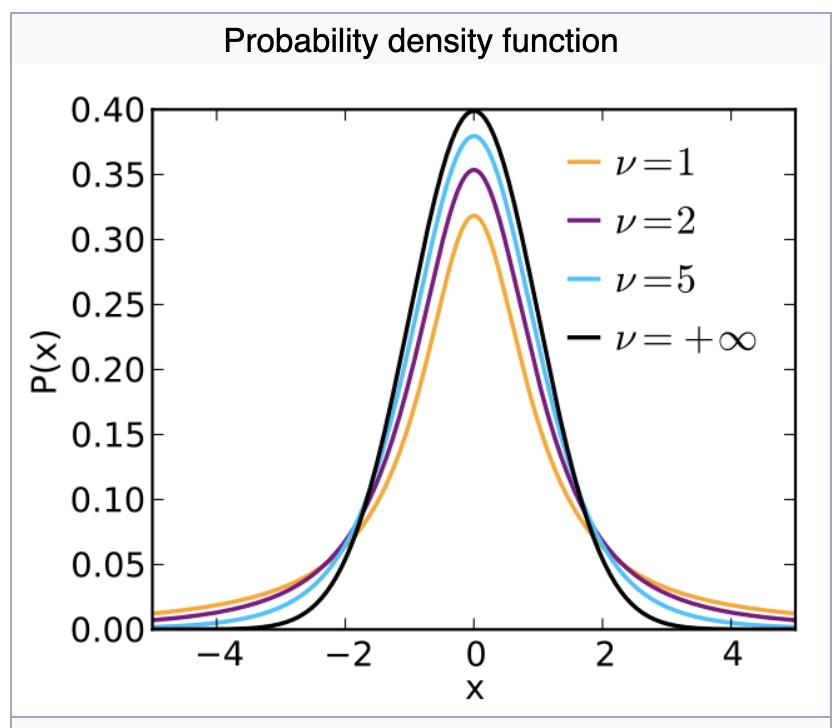 Probability density function
0.40
0.35
0.30
0.25
0.20
0.15
0.10
0.05
0.00
P(x)
ν=1
ν=2
ν=5
ν=+∞
−4 −2 0 2 4
x